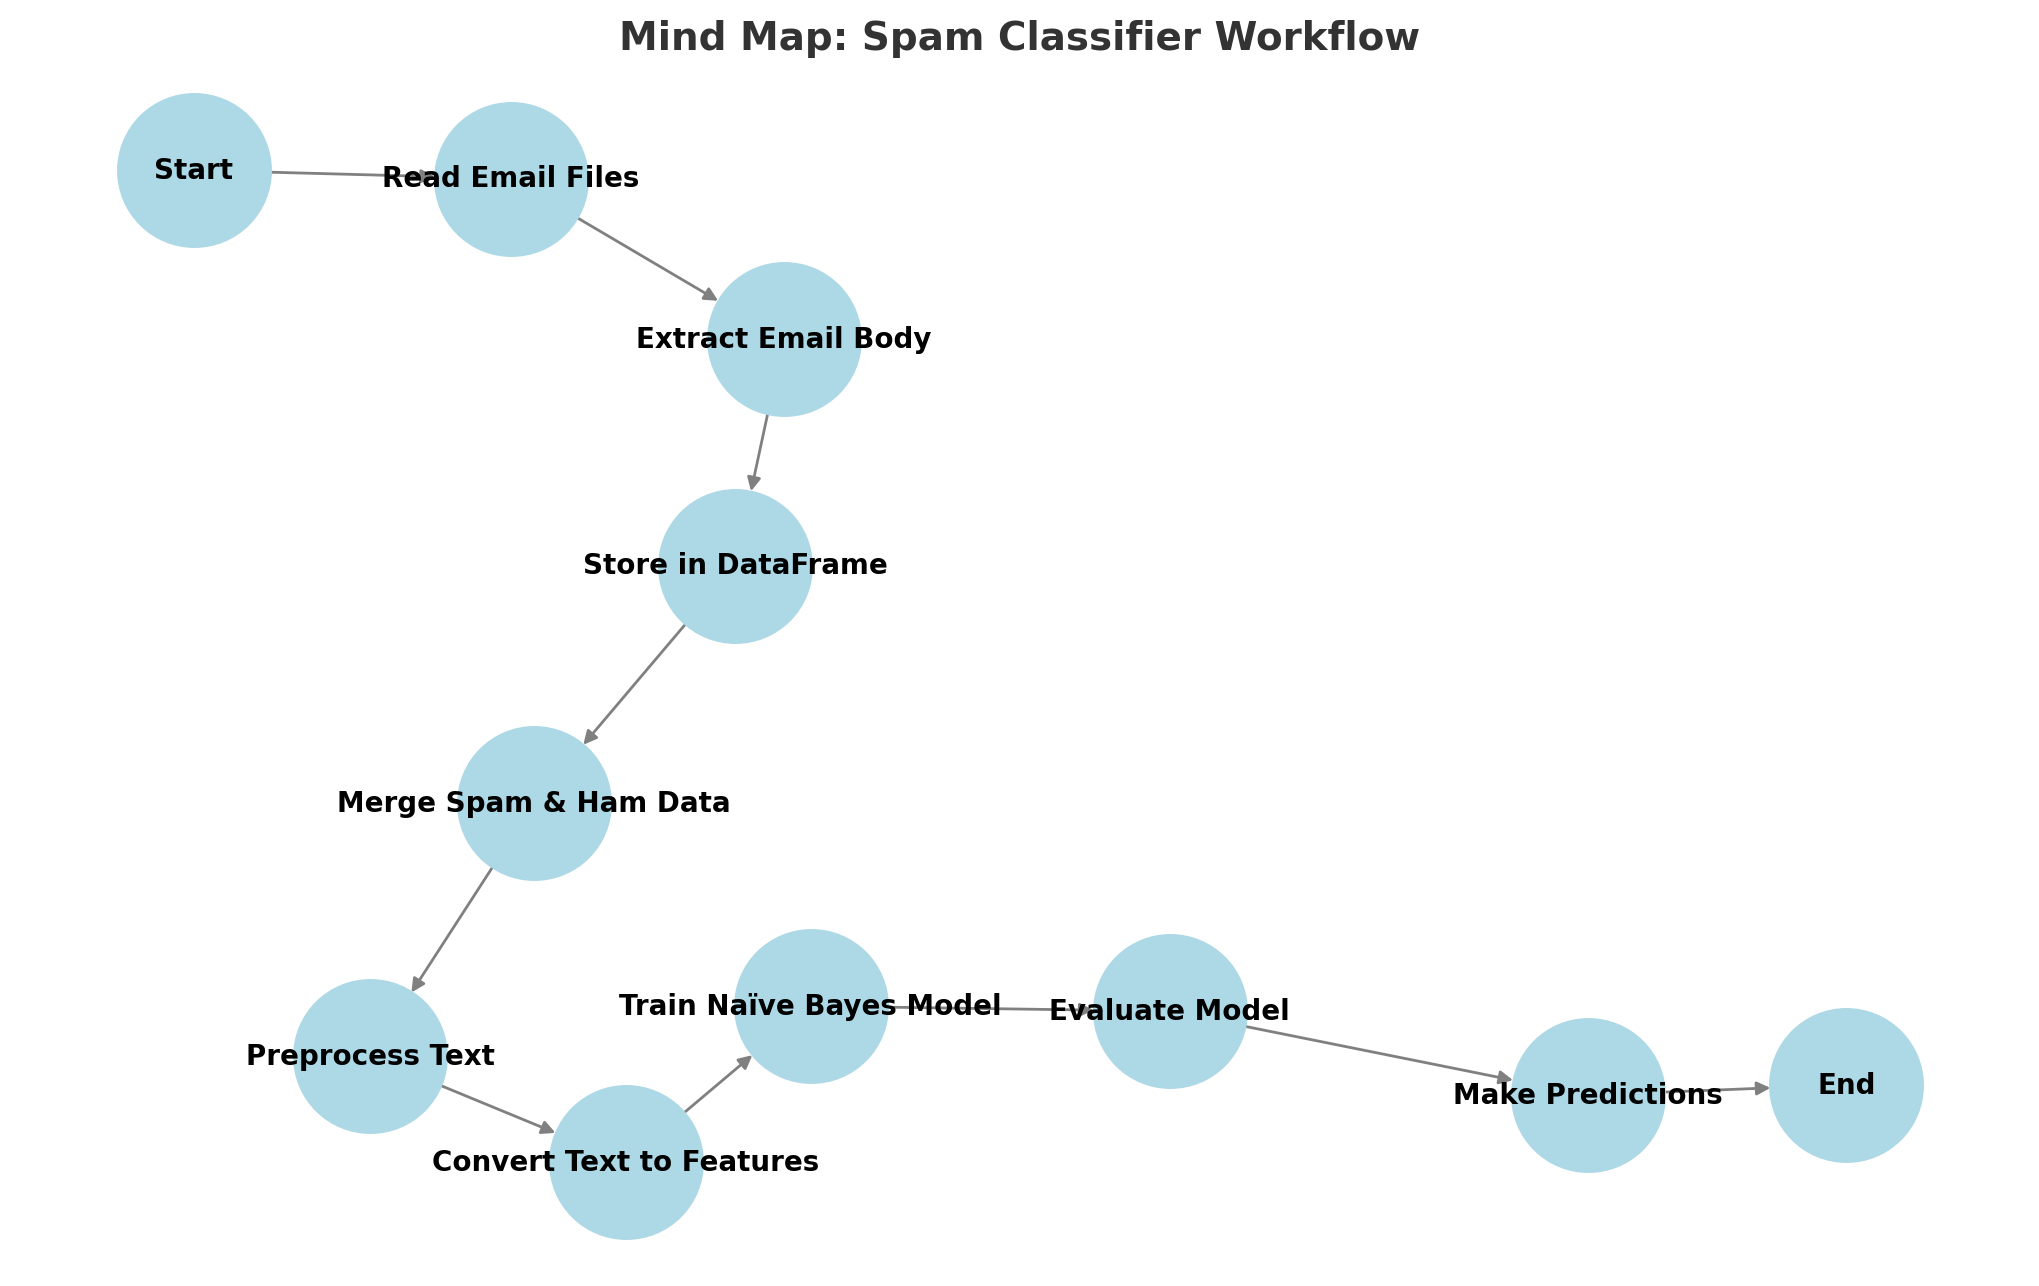 Mind Map: Spam Classifier Workflow
Start
Read Email Files
Extract Email Body
Store in DataFrame
Merge Spam & Ham Data
Preprocess Text
Convert Text to Features
Train Naïve Bayes Model
Evaluate Model
Make Predictions
End